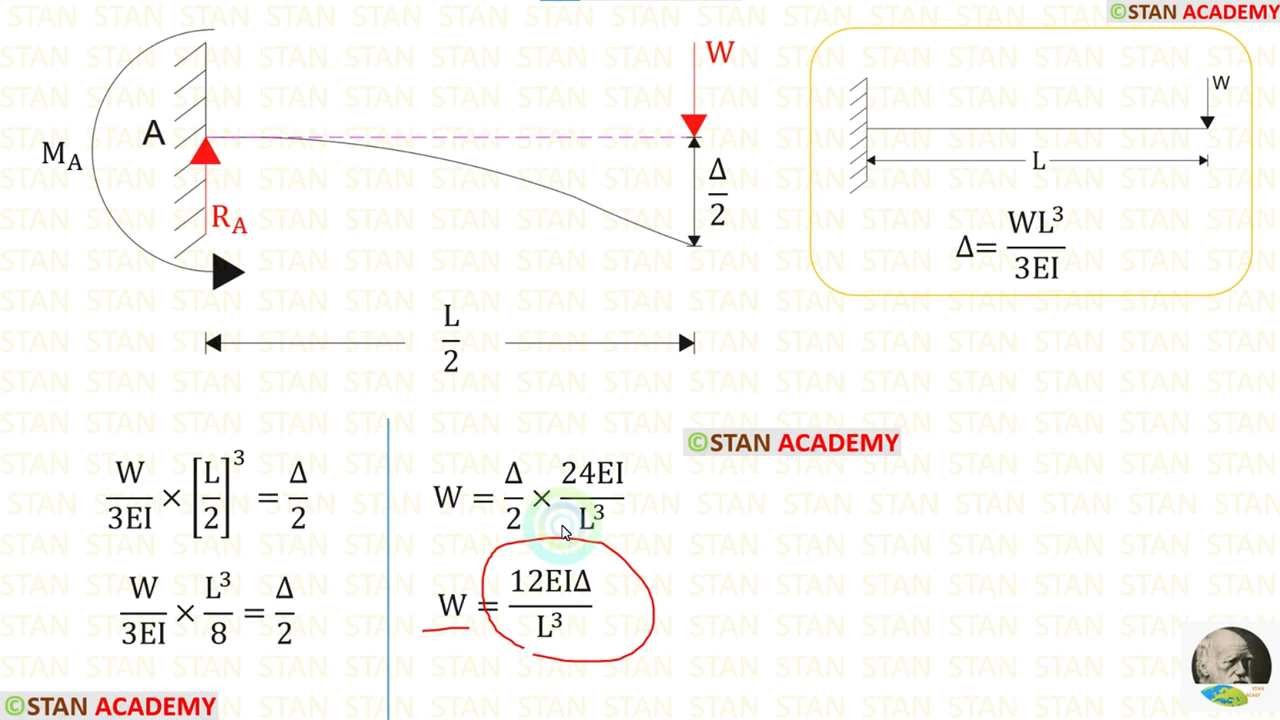 ©STAN ACADEMY
W
A
M_A
R_A
Δ/2
L/2
W
L
Δ= WL³/3EI
©STAN ACADEMY
W/3EI × [L/2]³ = Δ/2
W/3EI × L³/8 = Δ/2
W = Δ/2 × 24EI/L³
W = 12EIΔ/L³
©STAN ACADEMY